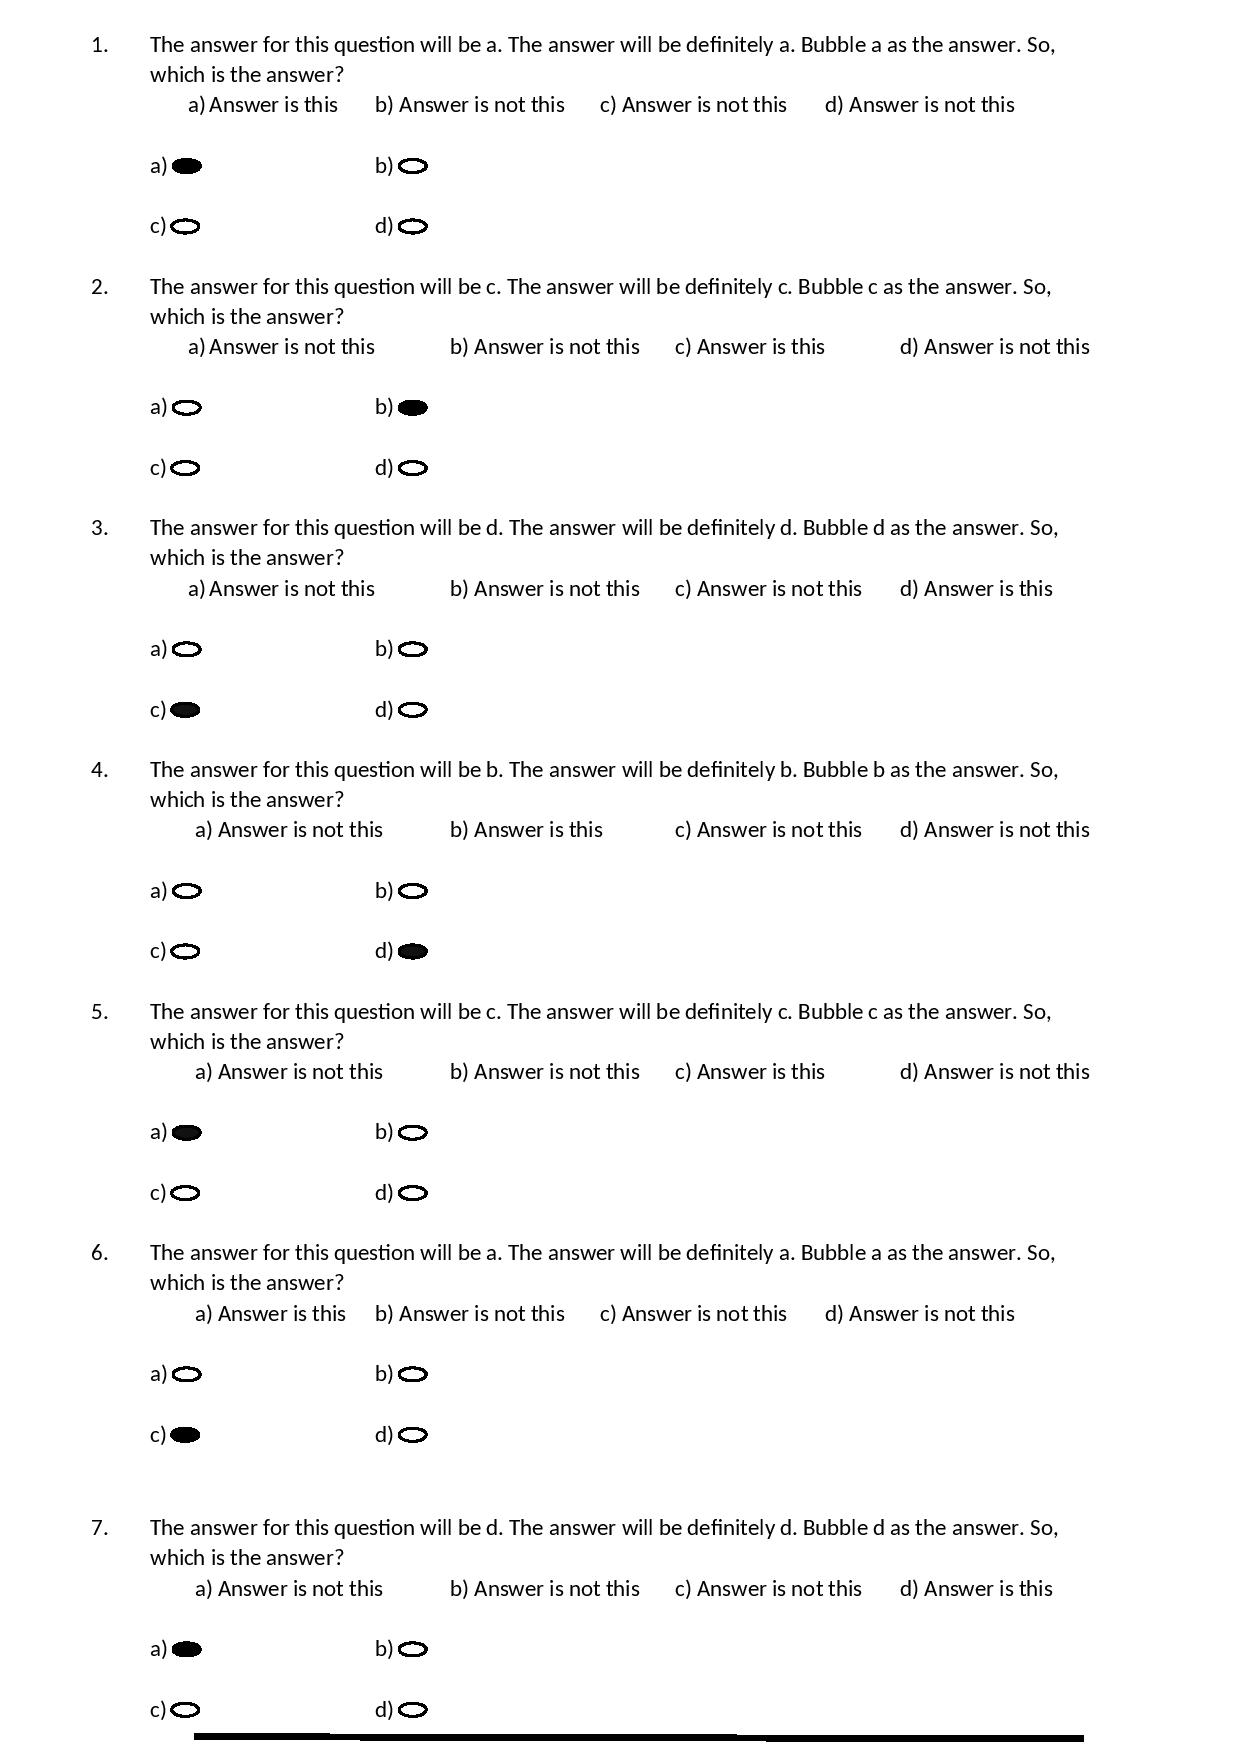 1. The answer for this question will be a. The answer will be definitely a. Bubble a as the answer. So,
which is the answer?
a) Answer is this b) Answer is not this c) Answer is not this d) Answer is not this
a) b)
c) d)
2. The answer for this question will be c. The answer will be definitely c. Bubble c as the answer. So,
which is the answer?
a) Answer is not this b) Answer is not this c) Answer is this d) Answer is not this
a) b)
c) d)
3. The answer for this question will be d. The answer will be definitely d. Bubble d as the answer. So,
which is the answer?
a) Answer is not this b) Answer is not this c) Answer is not this d) Answer is this
a) b)
c) d)
4. The answer for this question will be b. The answer will be definitely b. Bubble b as the answer. So,
which is the answer?
a) Answer is not this b) Answer is this c) Answer is not this d) Answer is not this
a) b)
c) d)
5. The answer for this question will be c. The answer will be definitely c. Bubble c as the answer. So,
which is the answer?
a) Answer is not this b) Answer is not this c) Answer is this d) Answer is not this
a) b)
c) d)
6. The answer for this question will be a. The answer will be definitely a. Bubble a as the answer. So,
which is the answer?
a) Answer is this b) Answer is not this c) Answer is not this d) Answer is not this
a) b)
c) d)
7. The answer for this question will be d. The answer will be definitely d. Bubble d as the answer. So,
which is the answer?
a) Answer is not this b) Answer is not this c) Answer is not this d) Answer is this
a) b)
c) d)